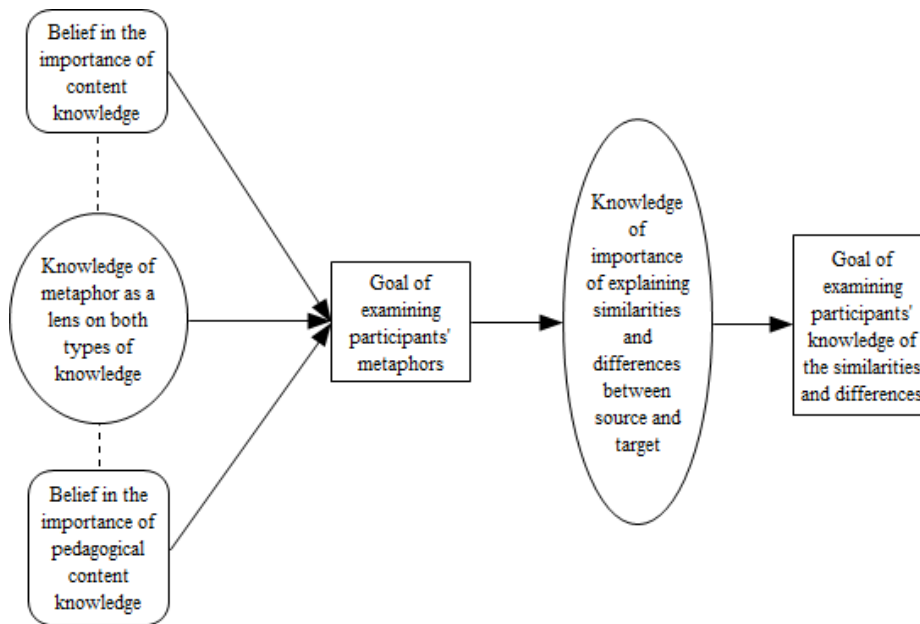 Belief in the
importance of
content
knowledge
Knowledge of
metaphor as a
lens on both
types of
knowledge
Belief in the
importance of
pedagogical
content
knowledge
Goal of
examining
participants'
metaphors
Knowledge
of
importance
of explaining
similarities
and
differences
between
source and
target
Goal of
examining
participants'
knowledge of
the similarities
and differences